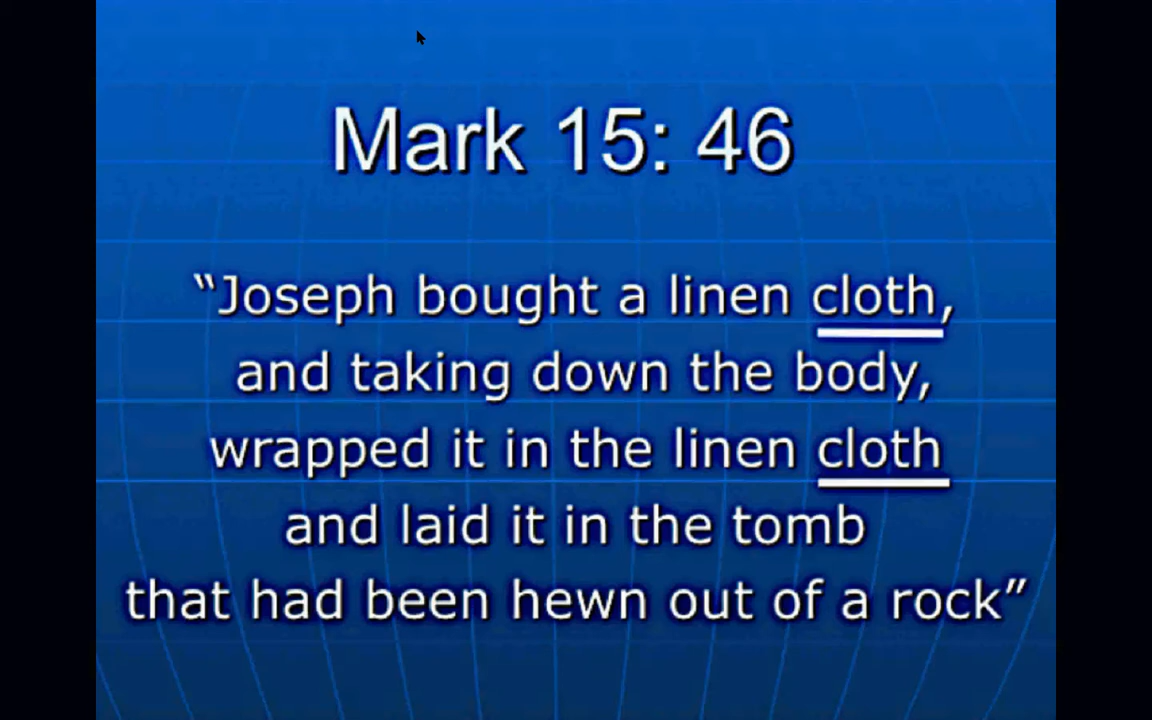 Mark 15: 46
“Joseph bought a linen cloth,
and taking down the body,
wrapped it in the linen cloth
and laid it in the tomb
that had been hewn out of a rock”